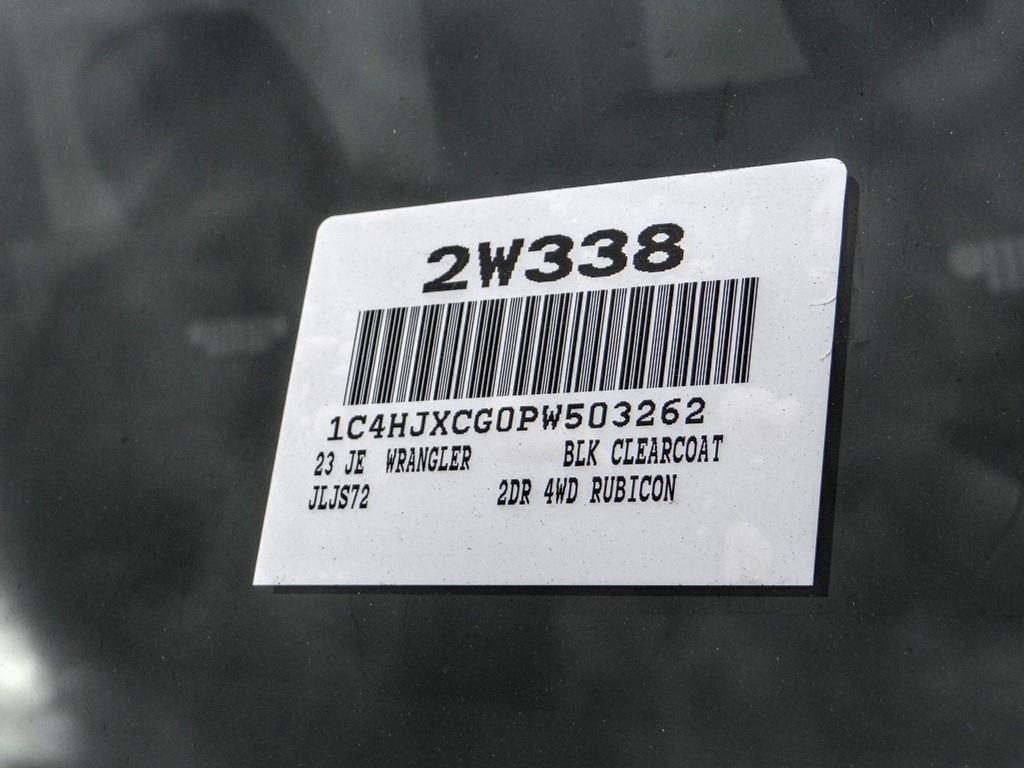 2W338
1C4HJXCG0PW503262
23 JE WRANGLER BLK CLEARCOAT
JLJS72 2DR 4WD RUBICON